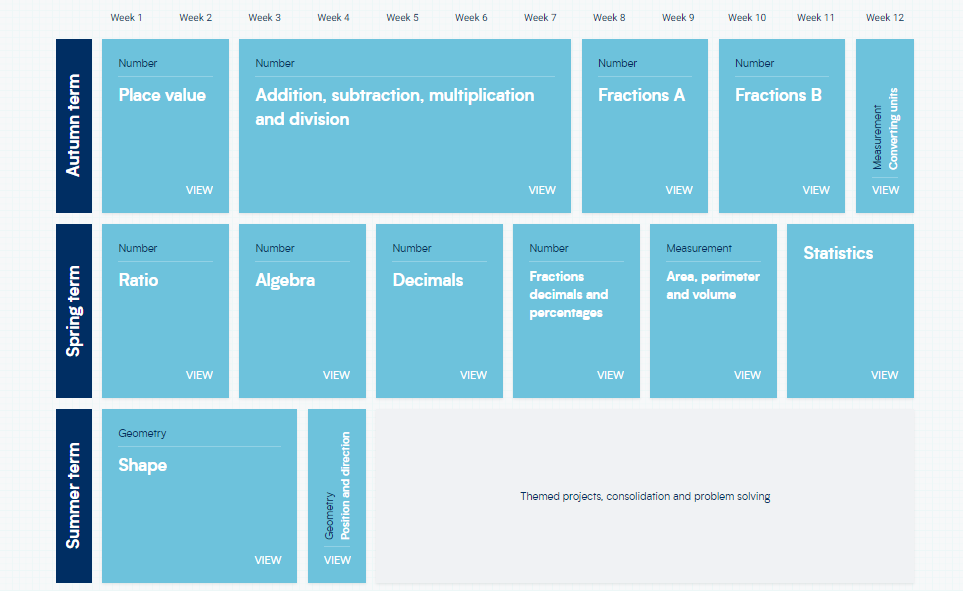 Week 1 Week 2 Week 3 Week 4 Week 5 Week 6 Week 7 Week 8 Week 9 Week 10 Week 11 Week 12
Autumn term
Number
Place value
VIEW
Number
Addition, subtraction, multiplication
and division
VIEW
Number
Fractions A
VIEW
Number
Fractions B
VIEW
Measurement
Converting units
VIEW
Spring term
Number
Ratio
VIEW
Number
Algebra
VIEW
Number
Decimals
VIEW
Number
Fractions
decimals and
percentages
VIEW
Measurement
Area, perimeter
and volume
VIEW
Statistics
VIEW
Summer term
Geometry
Shape
VIEW
Geometry
Position and direction
VIEW
Themed projects, consolidation and problem solving